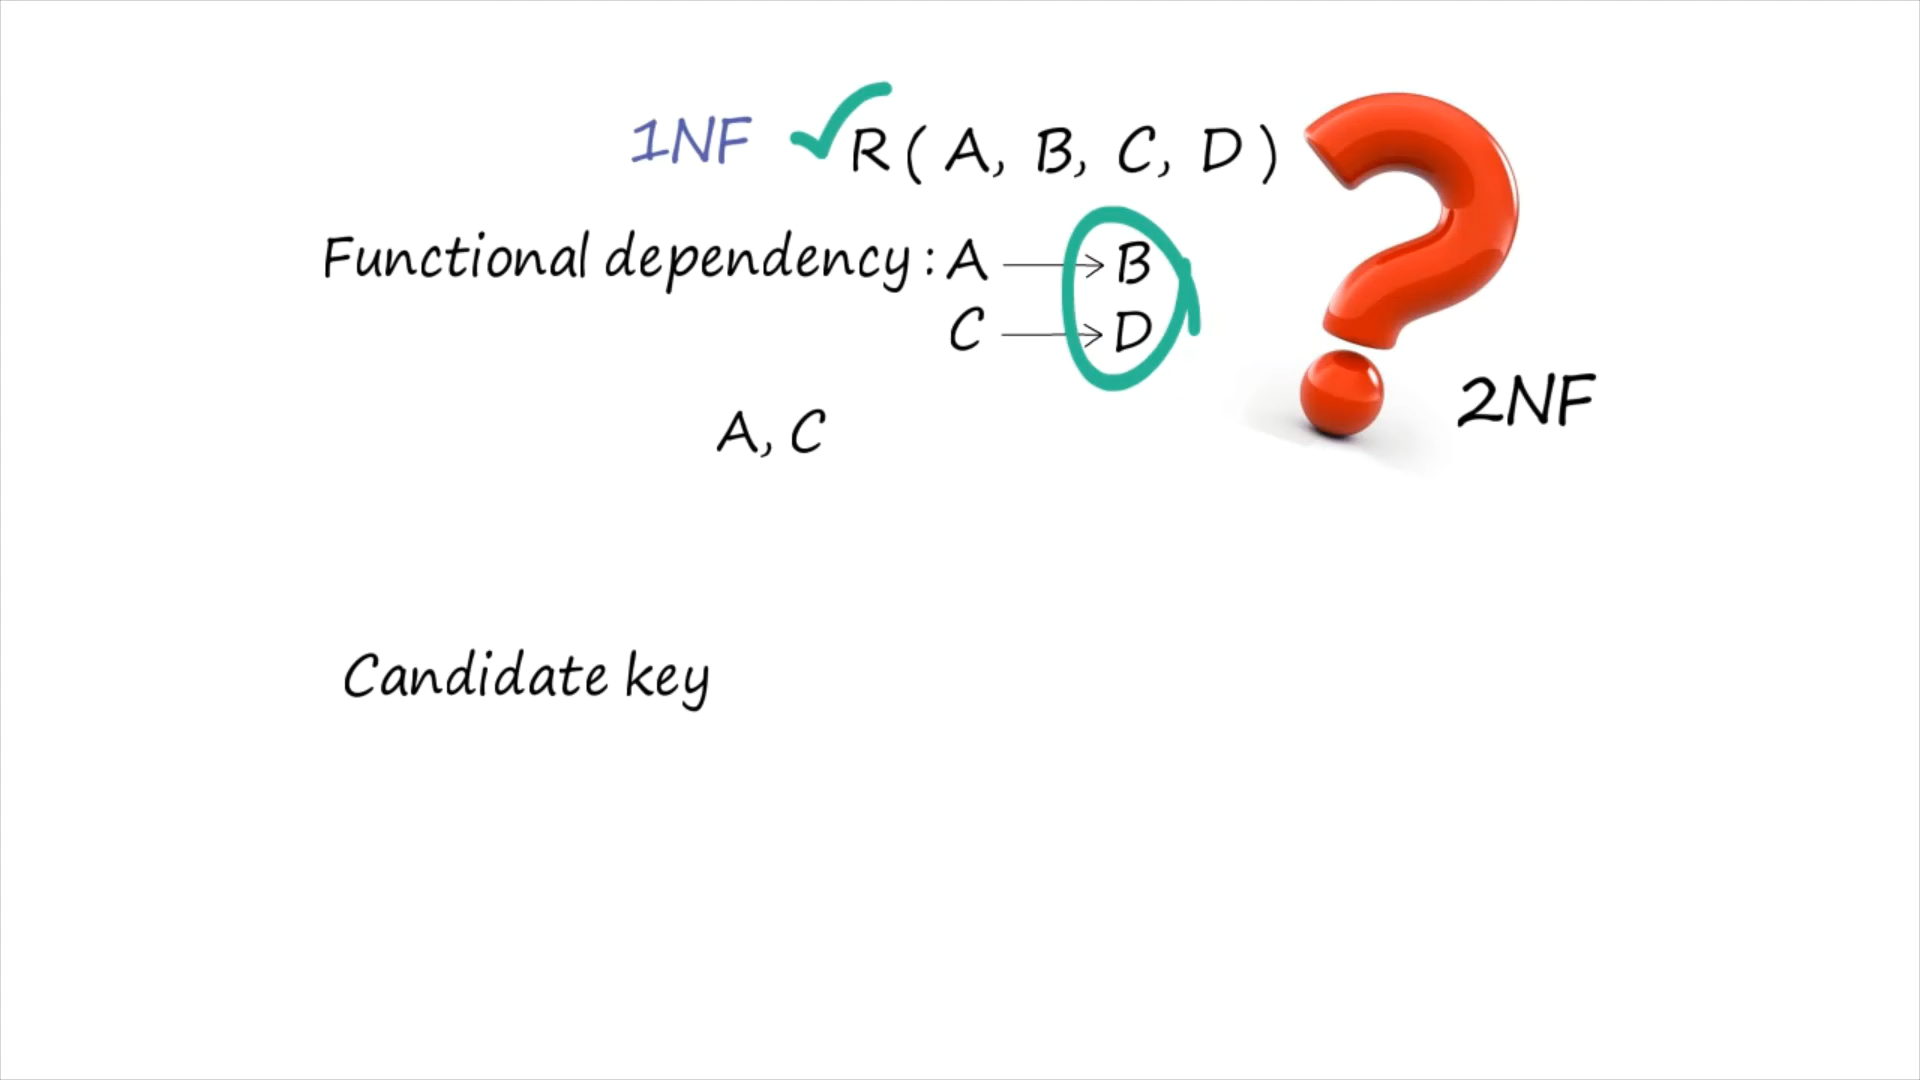 1NF R ( A, B, C, D )
Functional dependency : A → B
C → D
2NF
A, C
Candidate key